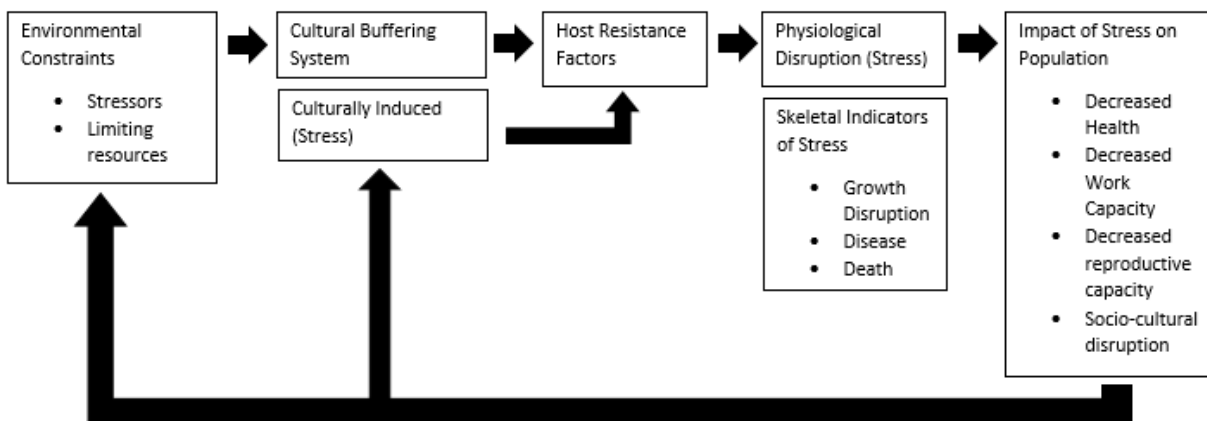 Environmental
Constraints
• Stressors
• Limiting
resources
Cultural Buffering
System
Culturally Induced
(Stress)
Host Resistance
Factors
Physiological
Disruption (Stress)
Skeletal Indicators
of Stress
• Growth
Disruption
• Disease
• Death
Impact of Stress on
Population
• Decreased
Health
• Decreased
Work
Capacity
• Decreased
reproductive
capacity
• Socio-cultural
disruption